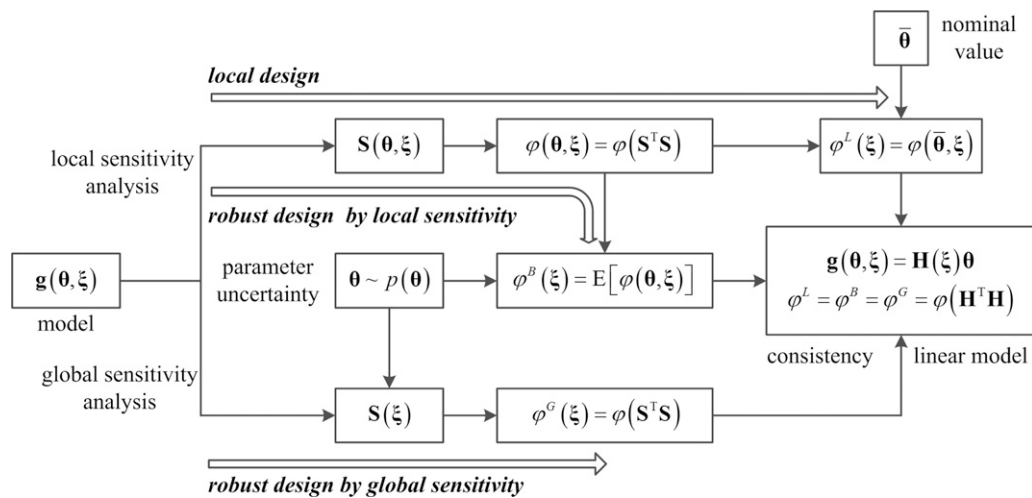 θ̄
nominal
value
local design
S(θ,ξ)
φ(θ,ξ) = φ(SᵀS)
φᴸ(ξ) = φ(θ̄,ξ)
local sensitivity
analysis
robust design by local sensitivity
g(θ,ξ)
model
parameter
uncertainty
θ ~ p(θ)
φᴮ(ξ) = E[φ(θ,ξ)]
g(θ,ξ) = H(ξ)θ
φᴸ = φᴮ = φᴳ = φ(HᵀH)
consistency
linear model
global sensitivity
analysis
S(ξ)
φᴳ(ξ) = φ(SᵀS)
robust design by global sensitivity